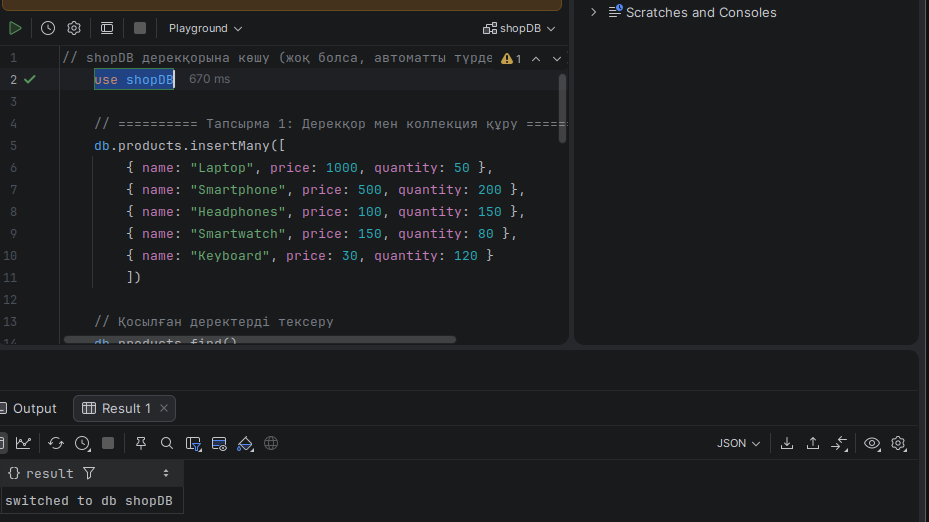 Scratches and Consoles
Playground
shopDB
1 // shopDB дерекқорына көшу (жоқ болса, автоматты түрде
1
2 use shopDB 670 ms
3
4 // ========== Тапсырма 1: Дерекқор мен коллекция құру ======
5 db.products.insertMany([
6 { name: "Laptop", price: 1000, quantity: 50 },
7 { name: "Smartphone", price: 500, quantity: 200 },
8 { name: "Headphones", price: 100, quantity: 150 },
9 { name: "Smartwatch", price: 150, quantity: 80 },
10 { name: "Keyboard", price: 30, quantity: 120 }
11 ])
12
13 // Қосылған деректерді тексеру
14 db.products.find()
Output
Result 1
JSON
{} result
switched to db shopDB